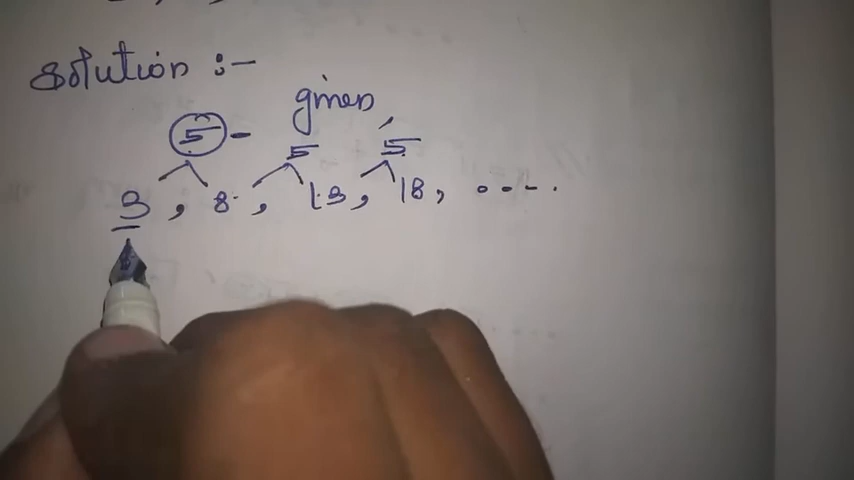 Solution :-
given,
5 - 5 5
3, 8, 13, 18, ....